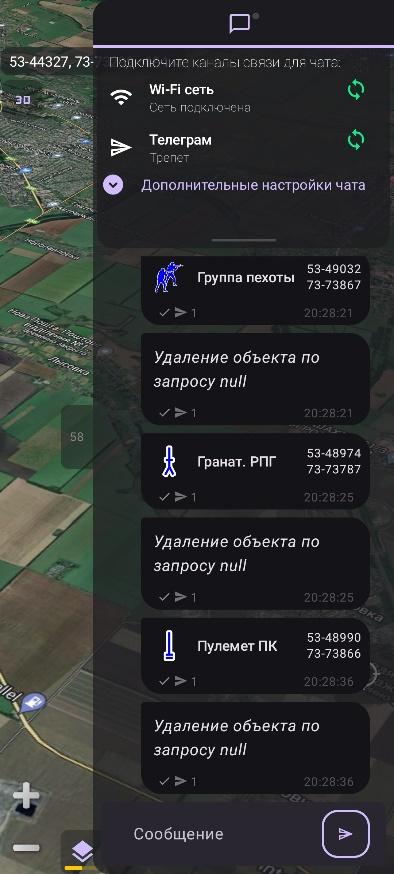 53-44327, 73-7
Подключите каналы связи для чата:
Wi-Fi сеть
Сеть подключена
Телеграм
Трепет
Дополнительные настройки чата
3D
Группа пехоты
53-49032
73-73867
1
20:28:21
Удаление объекта по
запросу null
1
20:28:21
58
Гранат. РПГ
53-48974
73-73787
1
20:28:25
Удаление объекта по
запросу null
1
20:28:25
Пулемет ПК
53-48990
73-73866
1
20:28:36
Удаление объекта по
запросу null
1
20:28:36
Сообщение